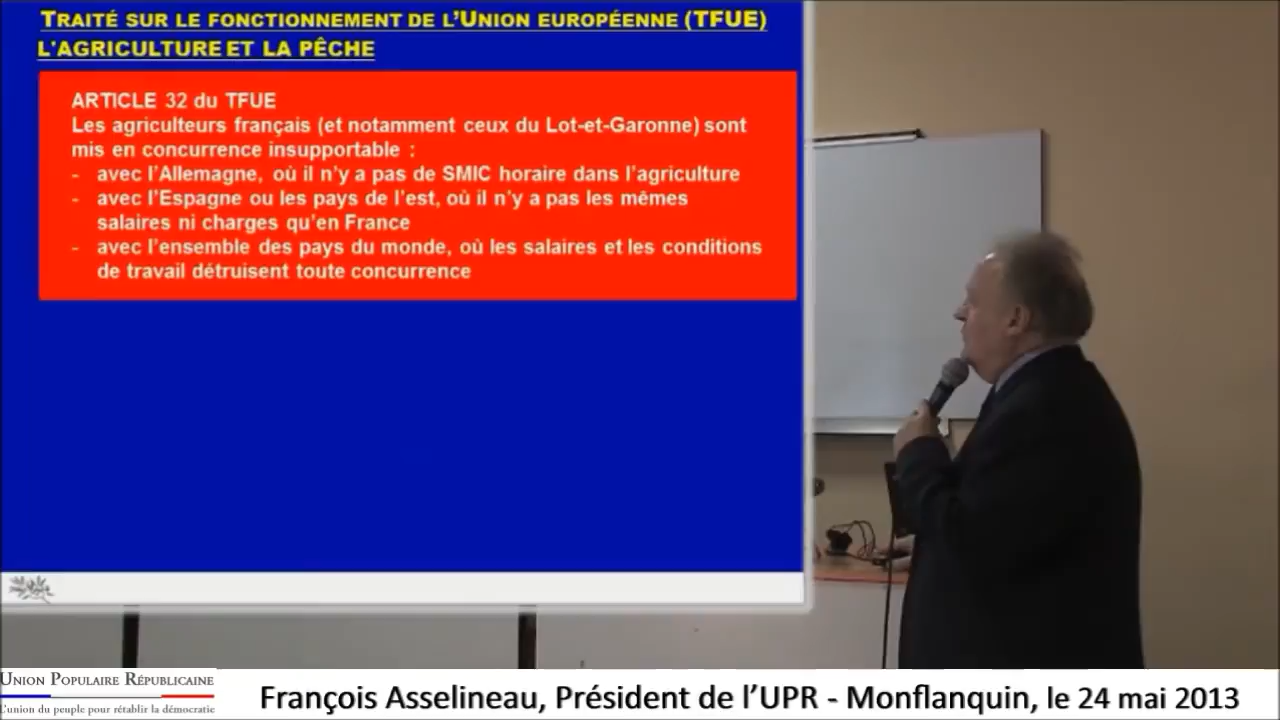 TRAITÉ SUR LE FONCTIONNEMENT DE L'UNION EUROPÉENNE (TFUE)
L'AGRICULTURE ET LA PÊCHE
ARTICLE 32 du TFUE
Les agriculteurs français (et notamment ceux du Lot-et-Garonne) sont
mis en concurrence insupportable :
- avec l'Allemagne, où il n'y a pas de SMIC horaire dans l'agriculture
- avec l'Espagne ou les pays de l'est, où il n'y a pas les mêmes
salaires ni charges qu'en France
- avec l'ensemble des pays du monde, où les salaires et les conditions
de travail détruisent toute concurrence
UNION POPULAIRE RÉPUBLICAINE
L'union du peuple pour rétablir la démocratie
François Asselineau, Président de l'UPR - Monflanquin, le 24 mai 2013